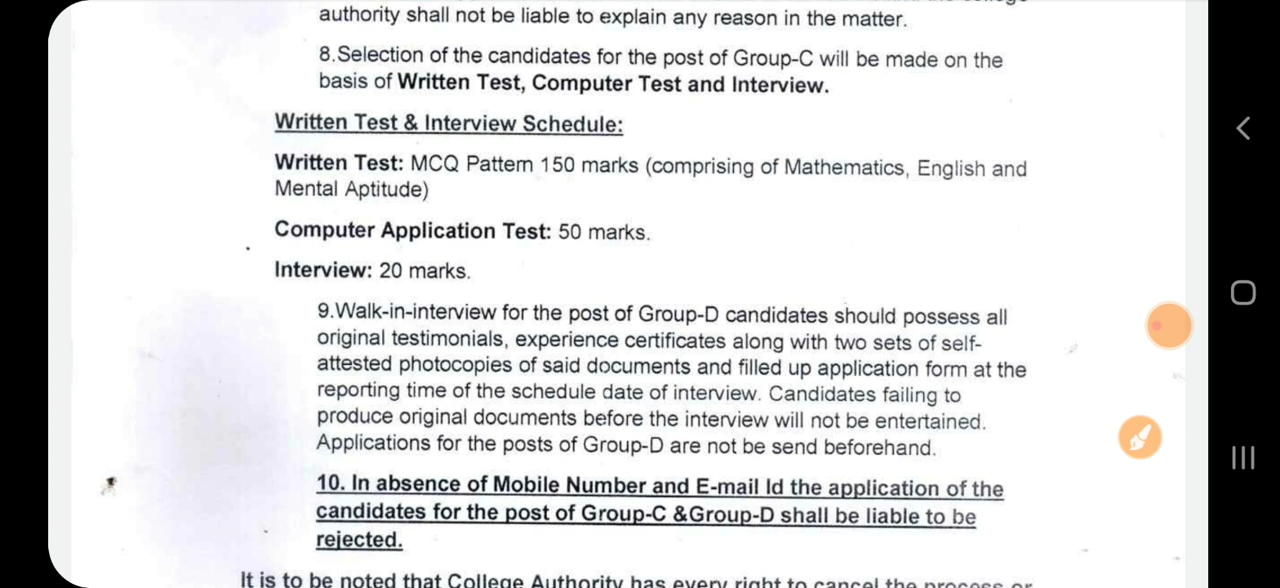 authority shall not be liable to explain any reason in the matter.
8.Selection of the candidates for the post of Group-C will be made on the
basis of Written Test, Computer Test and Interview.
Written Test & Interview Schedule:
Written Test: MCQ Pattern 150 marks (comprising of Mathematics, English and
Mental Aptitude)
Computer Application Test: 50 marks.
Interview: 20 marks.
9.Walk-in-interview for the post of Group-D candidates should possess all
original testimonials, experience certificates along with two sets of self-
attested photocopies of said documents and filled up application form at the
reporting time of the schedule date of interview. Candidates failing to
produce original documents before the interview will not be entertained.
Applications for the posts of Group-D are not be send beforehand.
10. In absence of Mobile Number and E-mail Id the application of the
candidates for the post of Group-C &Group-D shall be liable to be
rejected.
It is to be noted that College Authority has every right to cancel the process or